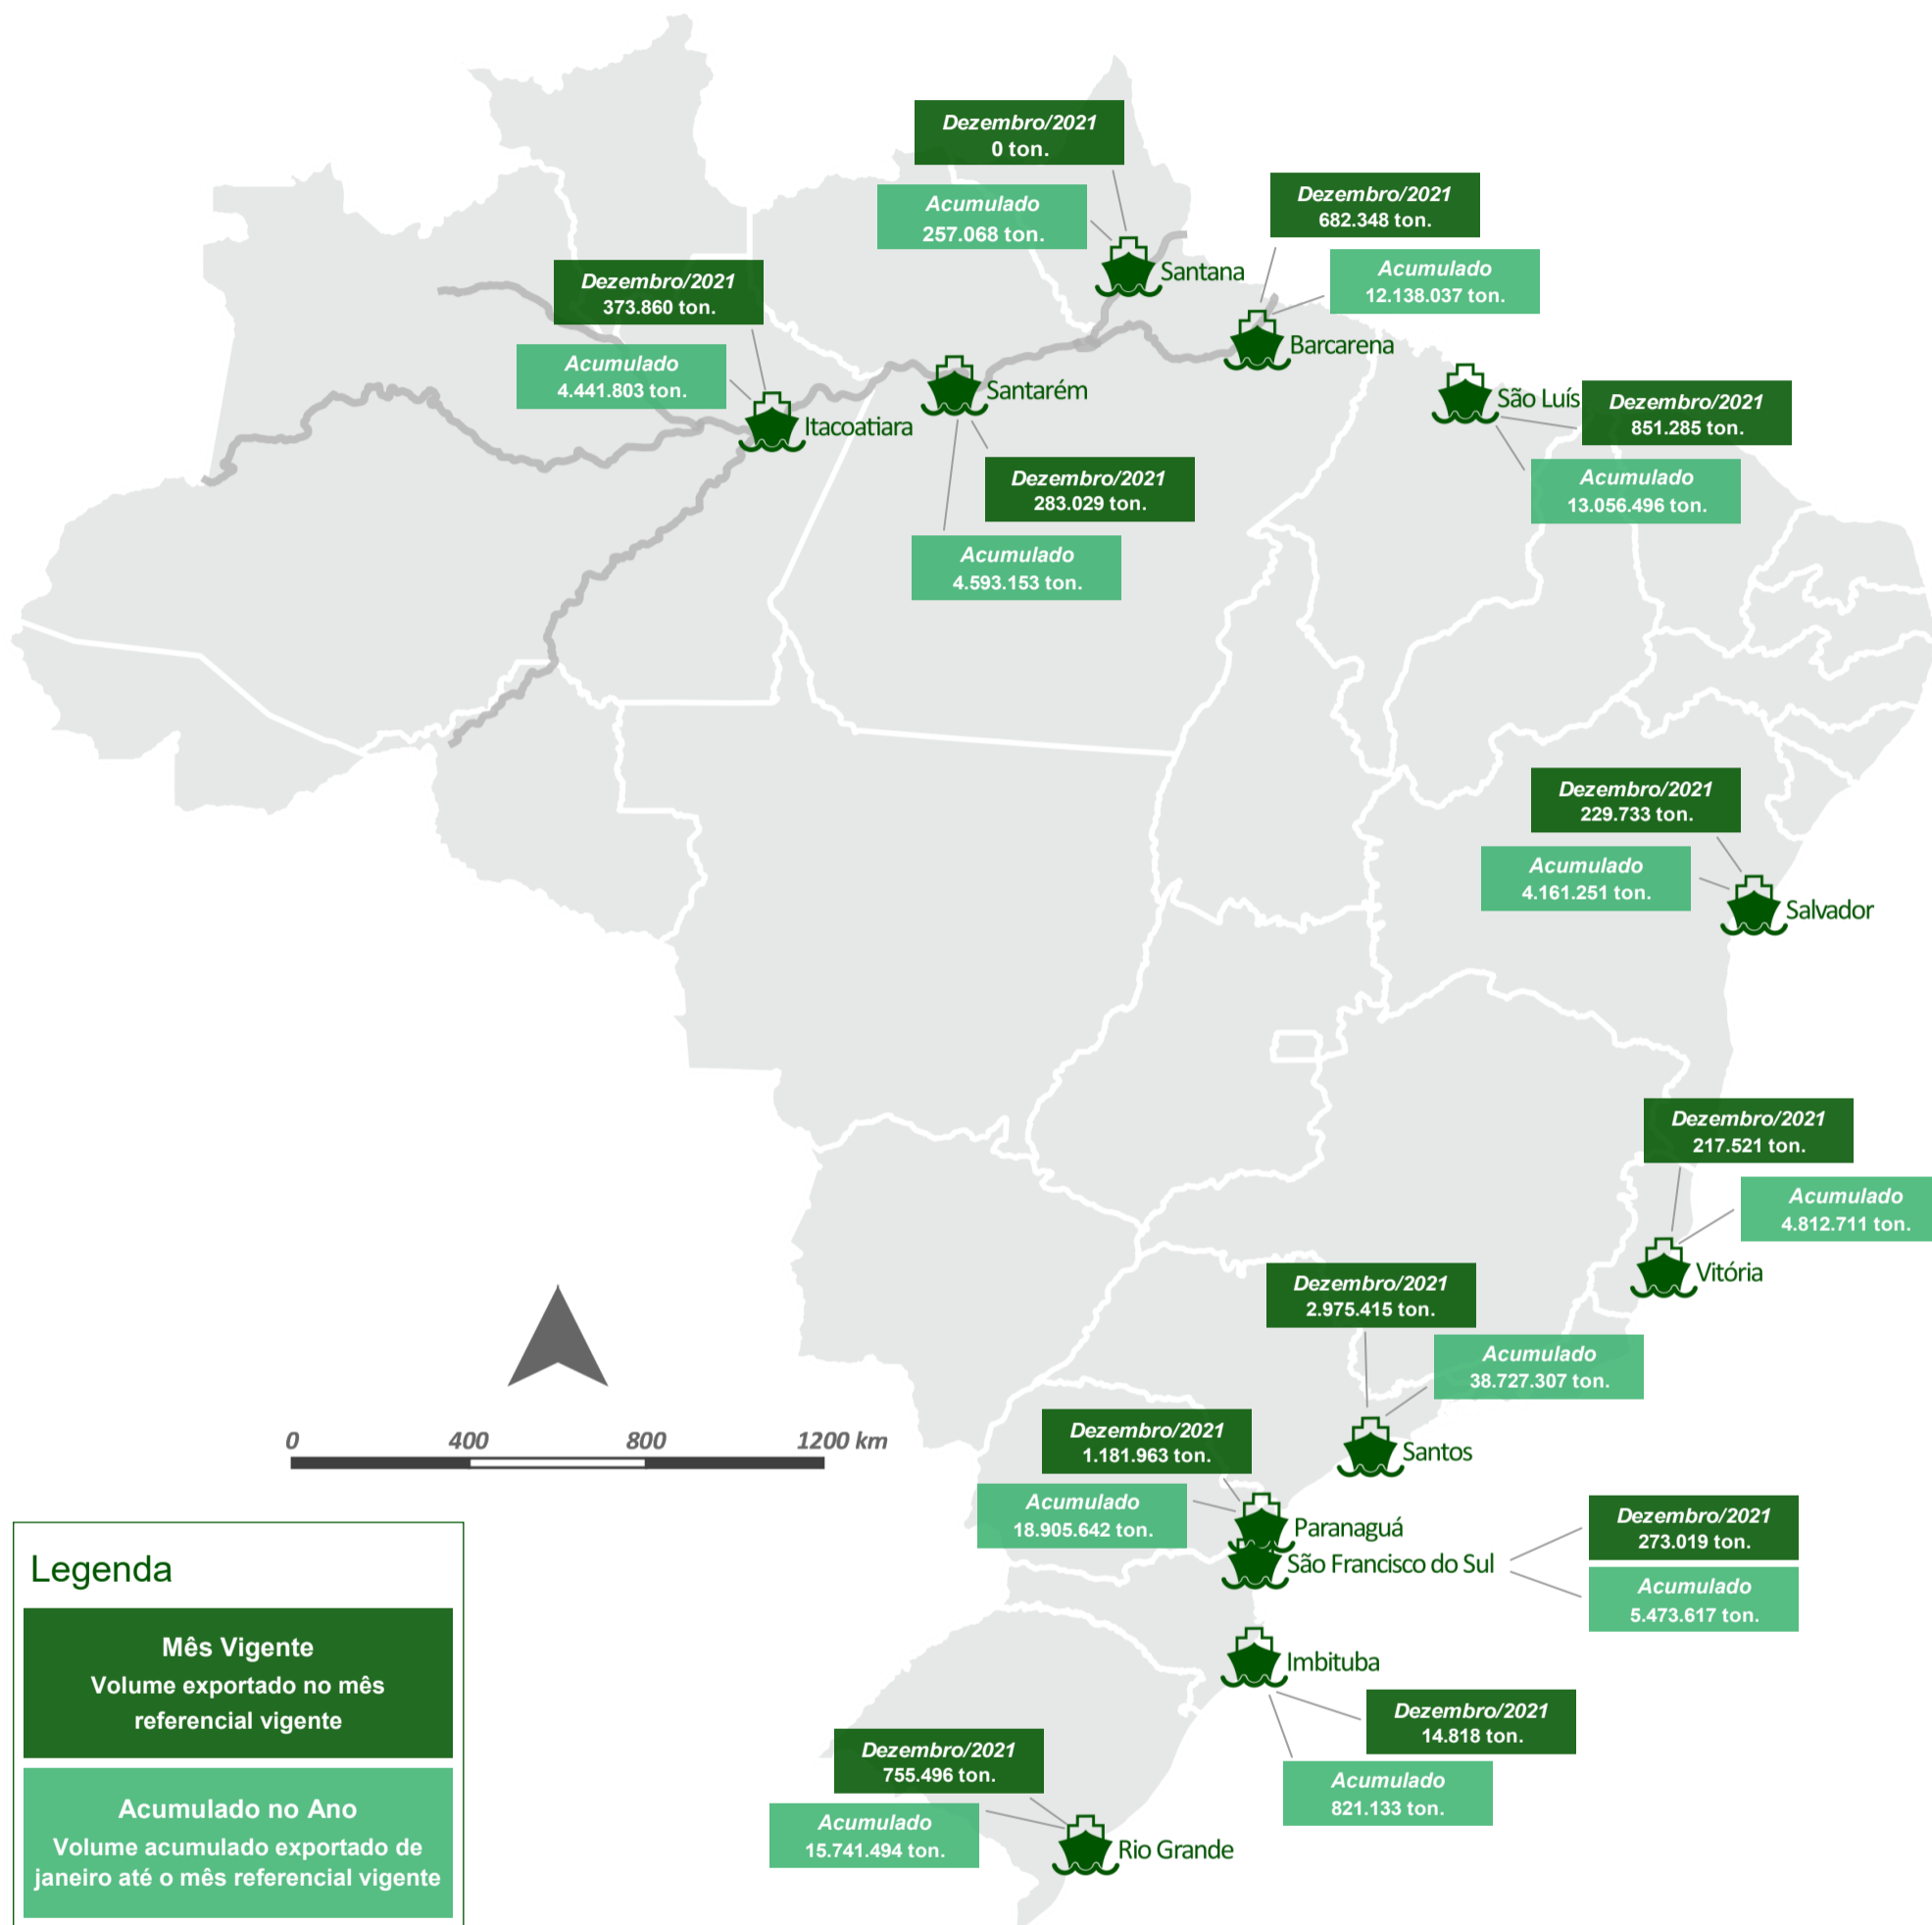 Dezembro/2021
0 ton.
Acumulado
257.068 ton.
Santana
Dezembro/2021
682.348 ton.
Acumulado
12.138.037 ton.
Barcarena
Dezembro/2021
373.860 ton.
Acumulado
4.441.803 ton.
Itacoatiara
Santarém
Dezembro/2021
283.029 ton.
Acumulado
4.593.153 ton.
São Luís
Dezembro/2021
851.285 ton.
Acumulado
13.056.496 ton.
Dezembro/2021
229.733 ton.
Acumulado
4.161.251 ton.
Salvador
Dezembro/2021
217.521 ton.
Acumulado
4.812.711 ton.
Vitória
Dezembro/2021
2.975.415 ton.
Acumulado
38.727.307 ton.
Santos
Dezembro/2021
1.181.963 ton.
Acumulado
18.905.642 ton.
Paranaguá
São Francisco do Sul
Dezembro/2021
273.019 ton.
Acumulado
5.473.617 ton.
Imbituba
Dezembro/2021
14.818 ton.
Acumulado
821.133 ton.
Dezembro/2021
755.496 ton.
Acumulado
15.741.494 ton.
Rio Grande
0 400 800 1200 km
Legenda
Mês Vigente
Volume exportado no mês
referencial vigente
Acumulado no Ano
Volume acumulado exportado de
janeiro até o mês referencial vigente